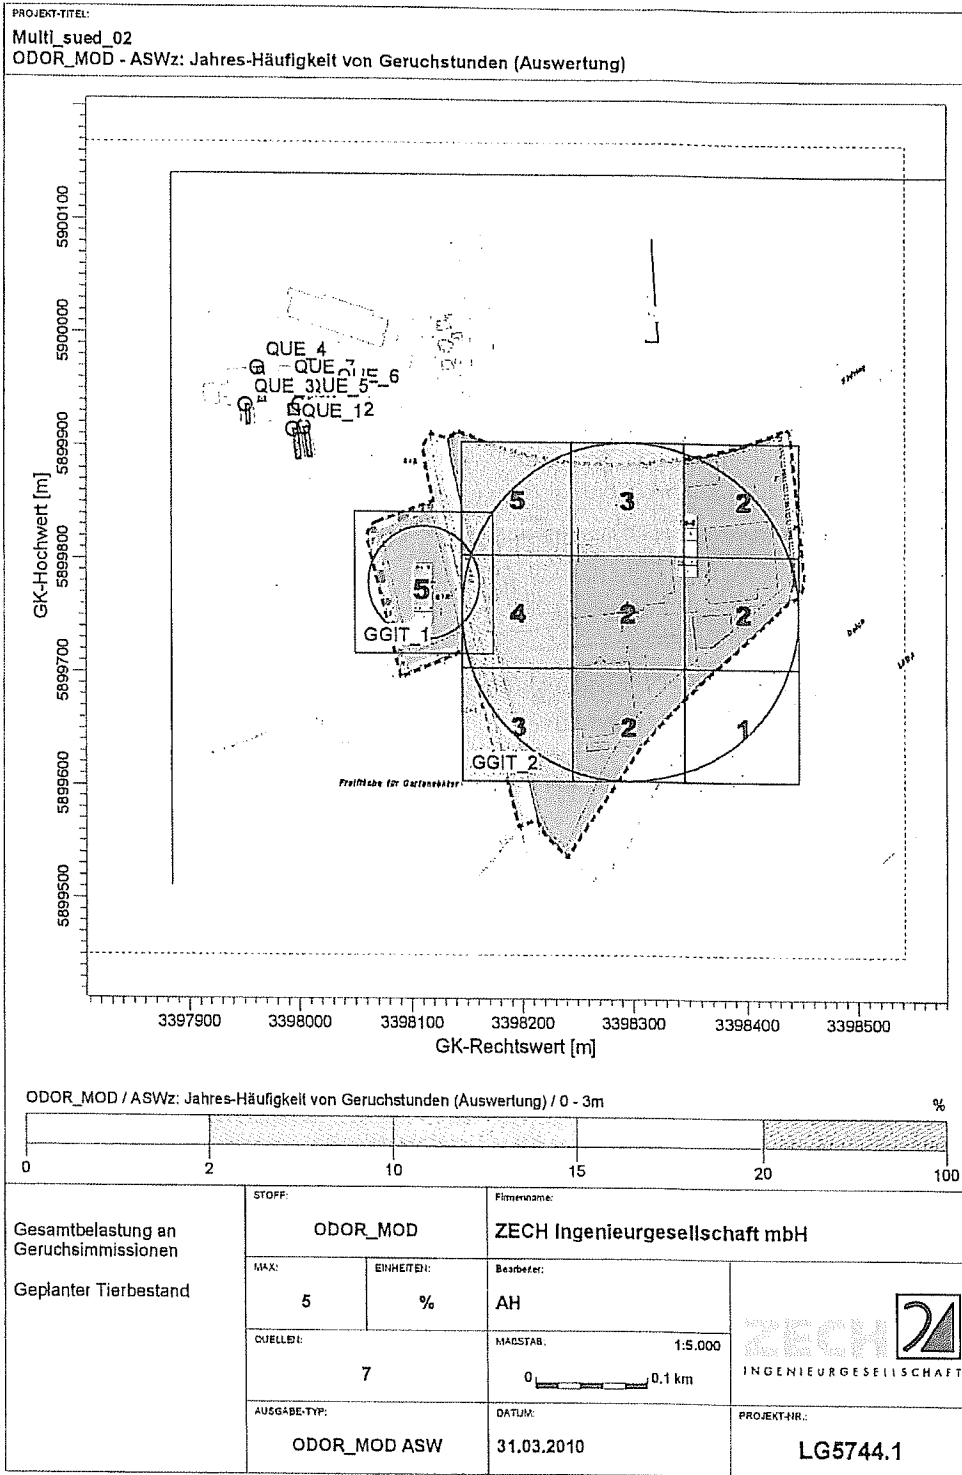 PROJEKT-TITEL:
Multi_sued_02
ODOR_MOD - ASWz: Jahres-Häufigkeit von Geruchstunden (Auswertung)
GK-Hochwert [m]
5900100
5900000
5899900
5899800
5899700
5899600
5899500
QUE_4
QUE_7
QUE_6
QUE_3
QUE_5
QUE_12
5
3
2
5
4
2
2
GGIT_1
3
2
1
GGIT_2
Freifläche für Gartencenter
3397900
3398000
3398100
3398200
3398300
3398400
3398500
GK-Rechtswert [m]
ODOR_MOD / ASWz: Jahres-Häufigkeit von Geruchstunden (Auswertung) / 0 - 3m
%
0
2
10
15
20
100
Gesamtbelastung an
Geruchsimmissionen
Geplanter Tierbestand
STOFF:
ODOR_MOD
Firmenname:
ZECH Ingenieurgesellschaft mbH
MAX:
5
EINHEITEN:
%
Bearbeiter:
AH
QUELLEN:
7
MAßSTAB:
1:5.000
0
0.1 km
ZECH
INGENIEURGESELLSCHAFT
AUSGABE-TYP:
ODOR_MOD ASW
DATUM:
31.03.2010
PROJEKT-NR.:
LG5744.1